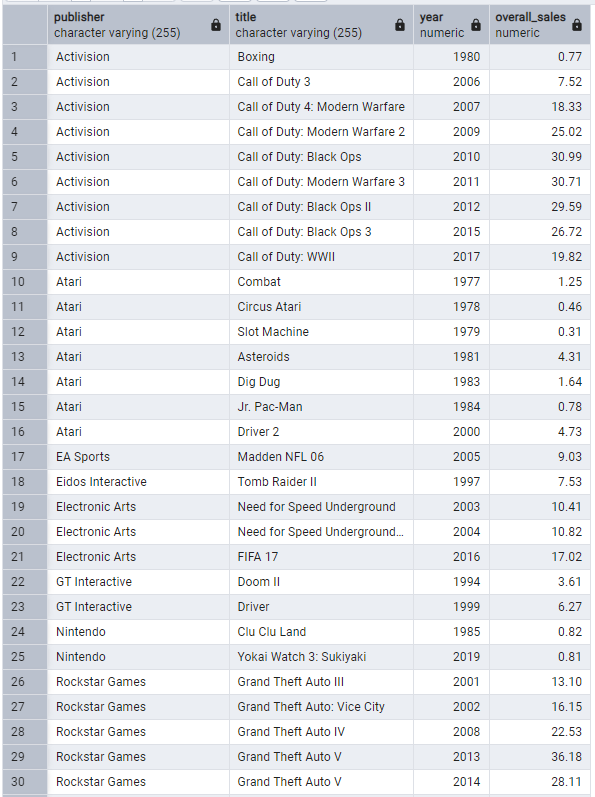 publisher title year overall_sales
character varying (255) character varying (255) numeric numeric
1 Activision Boxing 1980 0.77
2 Activision Call of Duty 3 2006 7.52
3 Activision Call of Duty 4: Modern Warfare 2007 18.33
4 Activision Call of Duty: Modern Warfare 2 2009 25.02
5 Activision Call of Duty: Black Ops 2010 30.99
6 Activision Call of Duty: Modern Warfare 3 2011 30.71
7 Activision Call of Duty: Black Ops II 2012 29.59
8 Activision Call of Duty: Black Ops 3 2015 26.72
9 Activision Call of Duty: WWII 2017 19.82
10 Atari Combat 1977 1.25
11 Atari Circus Atari 1978 0.46
12 Atari Slot Machine 1979 0.31
13 Atari Asteroids 1981 4.31
14 Atari Dig Dug 1983 1.64
15 Atari Jr. Pac-Man 1984 0.78
16 Atari Driver 2 2000 4.73
17 EA Sports Madden NFL 06 2005 9.03
18 Eidos Interactive Tomb Raider II 1997 7.53
19 Electronic Arts Need for Speed Underground 2003 10.41
20 Electronic Arts Need for Speed Underground... 2004 10.82
21 Electronic Arts FIFA 17 2016 17.02
22 GT Interactive Doom II 1994 3.61
23 GT Interactive Driver 1999 6.27
24 Nintendo Clu Clu Land 1985 0.82
25 Nintendo Yokai Watch 3: Sukiyaki 2019 0.81
26 Rockstar Games Grand Theft Auto III 2001 13.10
27 Rockstar Games Grand Theft Auto: Vice City 2002 16.15
28 Rockstar Games Grand Theft Auto IV 2008 22.53
29 Rockstar Games Grand Theft Auto V 2013 36.18
30 Rockstar Games Grand Theft Auto V 2014 28.11